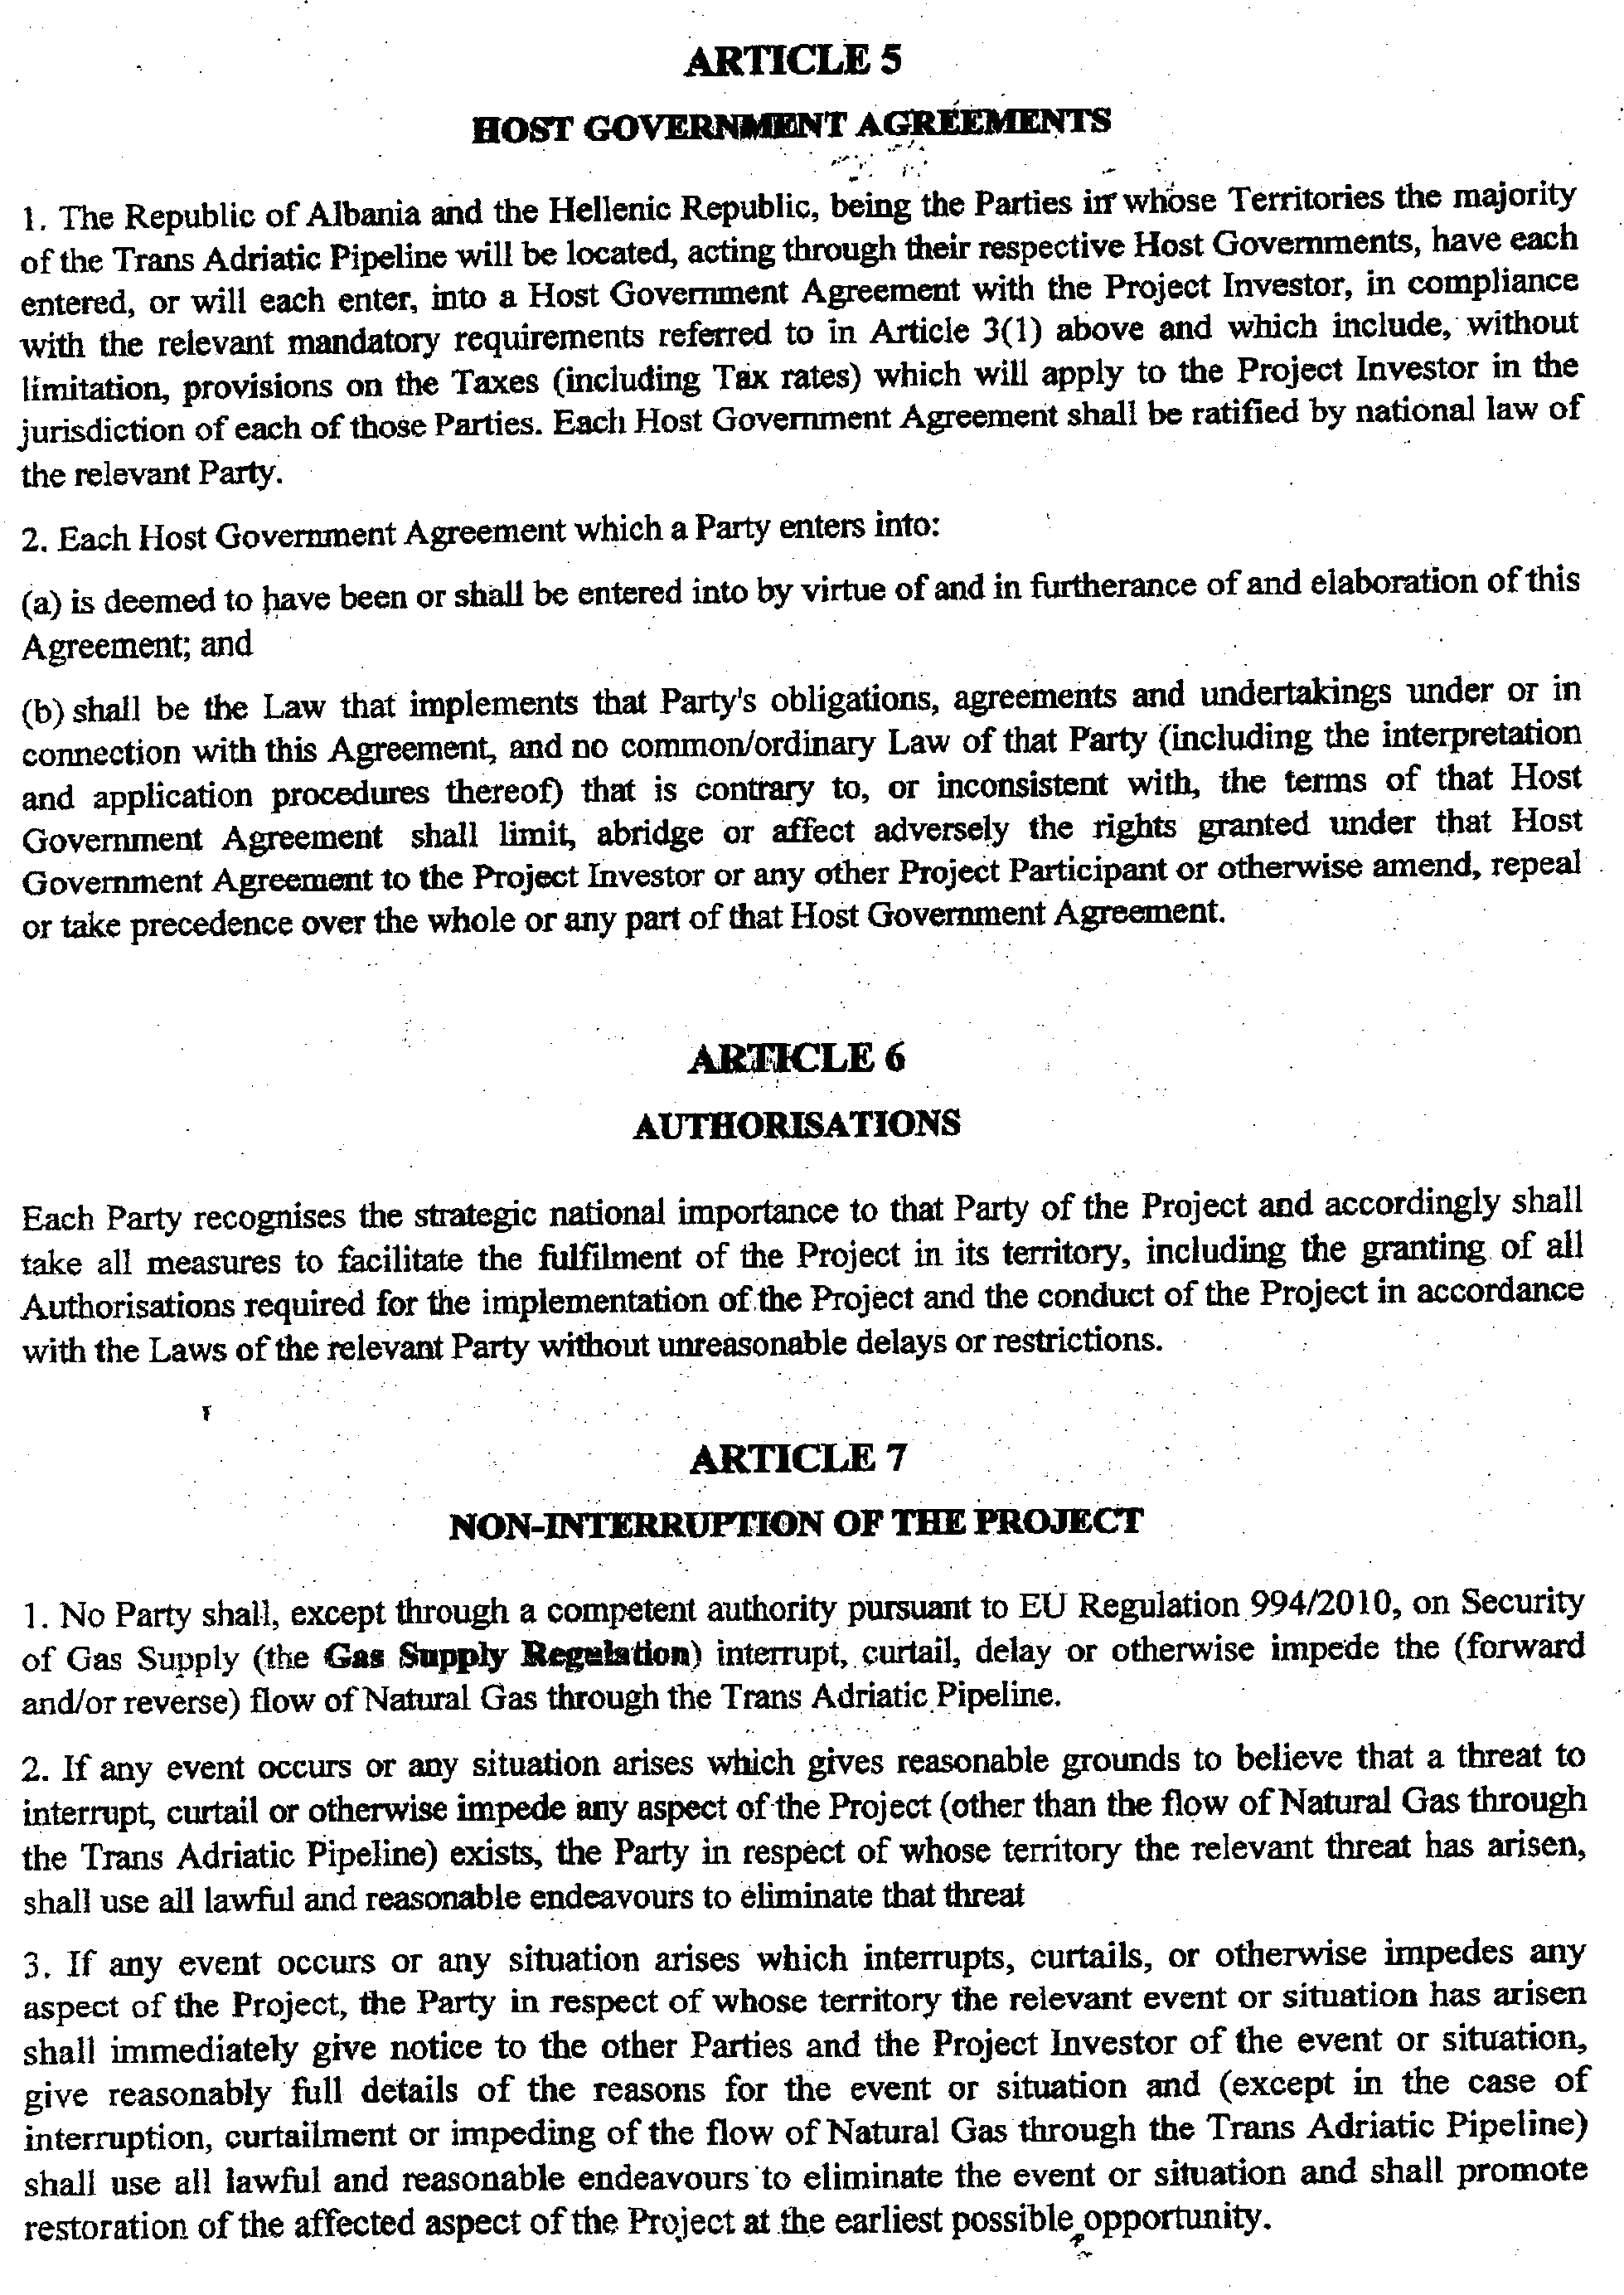 ARTICLE 5
HOST GOVERNMENT AGREEMENTS
1. The Republic of Albania and the Hellenic Republic, being the Parties in whose Territories the majority
of the Trans Adriatic Pipeline will be located, acting through their respective Host Governments, have each
entered, or will each enter, into a Host Government Agreement with the Project Investor, in compliance
with the relevant mandatory requirements referred to in Article 3(1) above and which include, without
limitation, provisions on the Taxes (including Tax rates) which will apply to the Project Investor in the
jurisdiction of each of those Parties. Each Host Government Agreement shall be ratified by national law of
the relevant Party.
2. Each Host Government Agreement which a Party enters into:
(a) is deemed to have been or shall be entered into by virtue of and in furtherance of and elaboration of this
Agreement; and
(b) shall be the Law that implements that Party's obligations, agreements and undertakings under or in
connection with this Agreement, and no common/ordinary Law of that Party (including the interpretation
and application procedures thereof) that is contrary to, or inconsistent with, the terms of that Host
Government Agreement shall limit, abridge or affect adversely the rights granted under that Host
Government Agreement to the Project Investor or any other Project Participant or otherwise amend, repeal
or take precedence over the whole or any part of that Host Government Agreement.
ARTICLE 6
AUTHORISATIONS
Each Party recognises the strategic national importance to that Party of the Project and accordingly shall
take all measures to facilitate the fulfilment of the Project in its territory, including the granting of all
Authorisations required for the implementation of the Project and the conduct of the Project in accordance
with the Laws of the relevant Party without unreasonable delays or restrictions.
ARTICLE 7
NON-INTERRUPTION OF THE PROJECT
1. No Party shall, except through a competent authority pursuant to EU Regulation 994/2010, on Security
of Gas Supply (the Gas Supply Regulation) interrupt, curtail, delay or otherwise impede the (forward
and/or reverse) flow of Natural Gas through the Trans Adriatic Pipeline.
2. If any event occurs or any situation arises which gives reasonable grounds to believe that a threat to
interrupt, curtail or otherwise impede any aspect of the Project (other than the flow of Natural Gas through
the Trans Adriatic Pipeline) exists, the Party in respect of whose territory the relevant threat has arisen,
shall use all lawful and reasonable endeavours to eliminate that threat
3. If any event occurs or any situation arises which interrupts, curtails, or otherwise impedes any
aspect of the Project, the Party in respect of whose territory the relevant event or situation has arisen
shall immediately give notice to the other Parties and the Project Investor of the event or situation,
give reasonably full details of the reasons for the event or situation and (except in the case of
interruption, curtailment or impeding of the flow of Natural Gas through the Trans Adriatic Pipeline)
shall use all lawful and reasonable endeavours to eliminate the event or situation and shall promote
restoration of the affected aspect of the Project at the earliest possible opportunity.